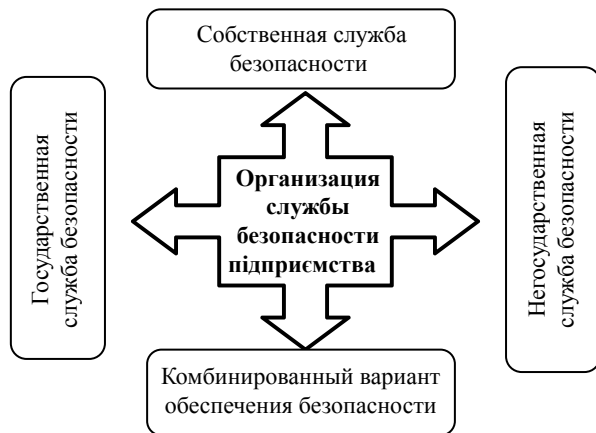 Собственная служба
безопасности
Государственная
служба безопасности
Организация
службы
безопасности
підприємства
Негосударственная
служба безопасности
Комбинированный вариант
обеспечения безопасности